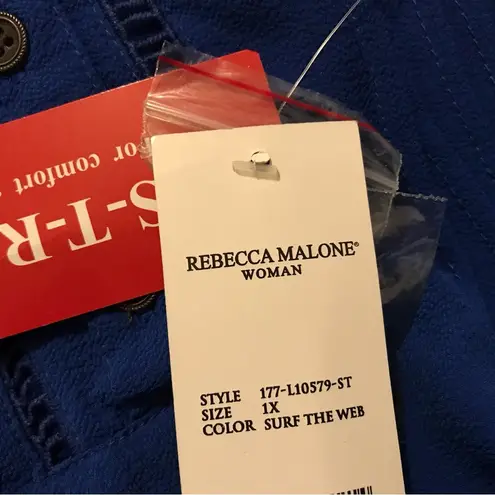 REBECCA MALONE®
WOMAN
STYLE 177-L10579-ST
SIZE 1X
COLOR SURF THE WEB
S-T-R
for comfort